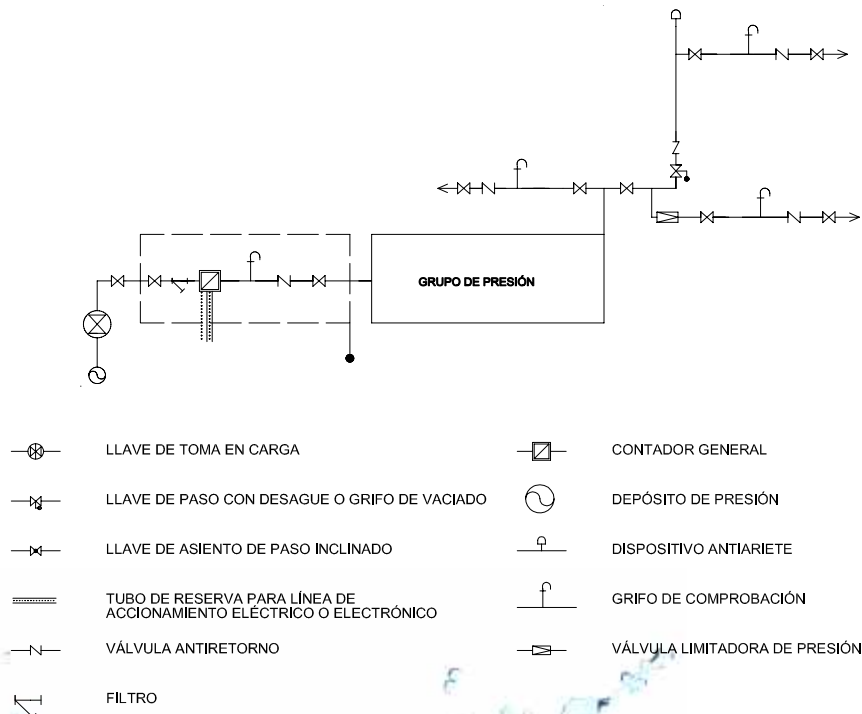 GRUPO DE PRESIÓN
LLAVE DE TOMA EN CARGA
CONTADOR GENERAL
LLAVE DE PASO CON DESAGUE O GRIFO DE VACIADO
DEPÓSITO DE PRESIÓN
LLAVE DE ASIENTO DE PASO INCLINADO
DISPOSITIVO ANTIARIETE
TUBO DE RESERVA PARA LÍNEA DE
ACCIONAMIENTO ELÉCTRICO O ELECTRÓNICO
GRIFO DE COMPROBACIÓN
VÁLVULA ANTIRETORNO
VÁLVULA LIMITADORA DE PRESIÓN
FILTRO